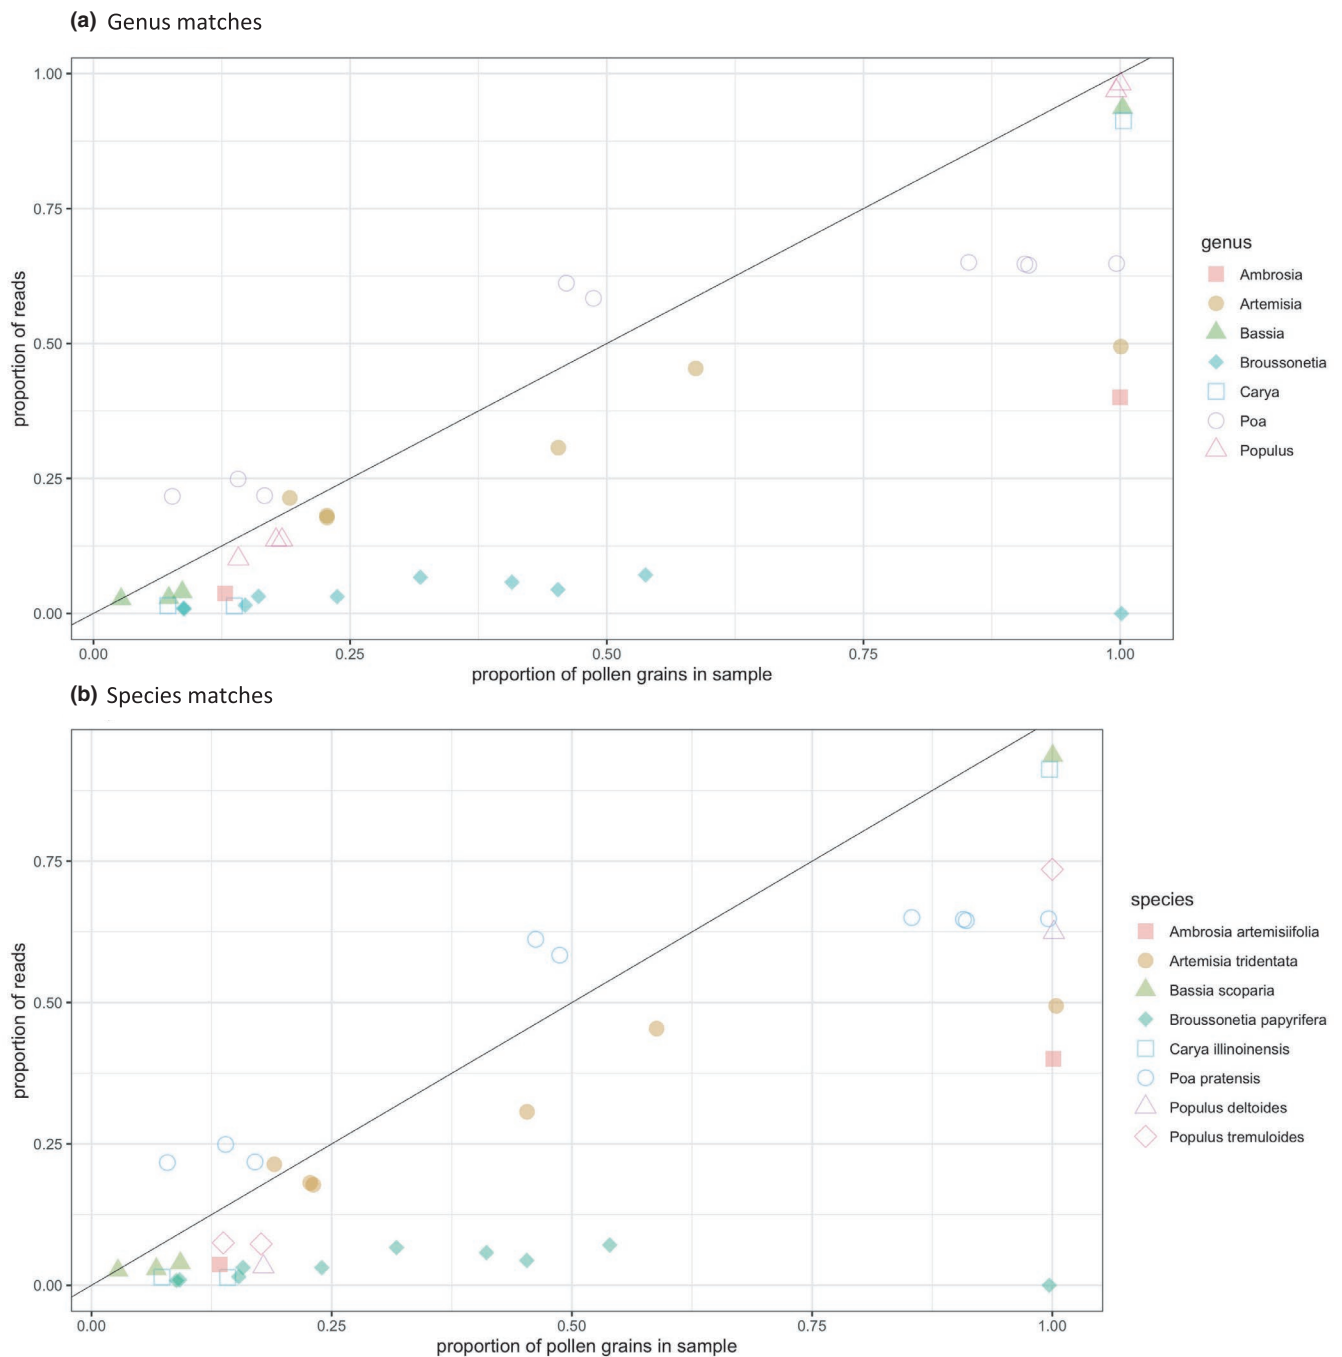 (a) Genus matches
1.00
0.75
0.50
0.25
0.00
proportion of reads
0.00 0.25 0.50 0.75 1.00
proportion of pollen grains in sample
genus
Ambrosia
Artemisia
Bassia
Broussonetia
Carya
Poa
Populus
(b) Species matches
0.75
0.50
0.25
0.00
proportion of reads
0.00 0.25 0.50 0.75 1.00
proportion of pollen grains in sample
species
Ambrosia artemisiifolia
Artemisia tridentata
Bassia scoparia
Broussonetia papyrifera
Carya illinoinensis
Poa pratensis
Populus deltoides
Populus tremuloides